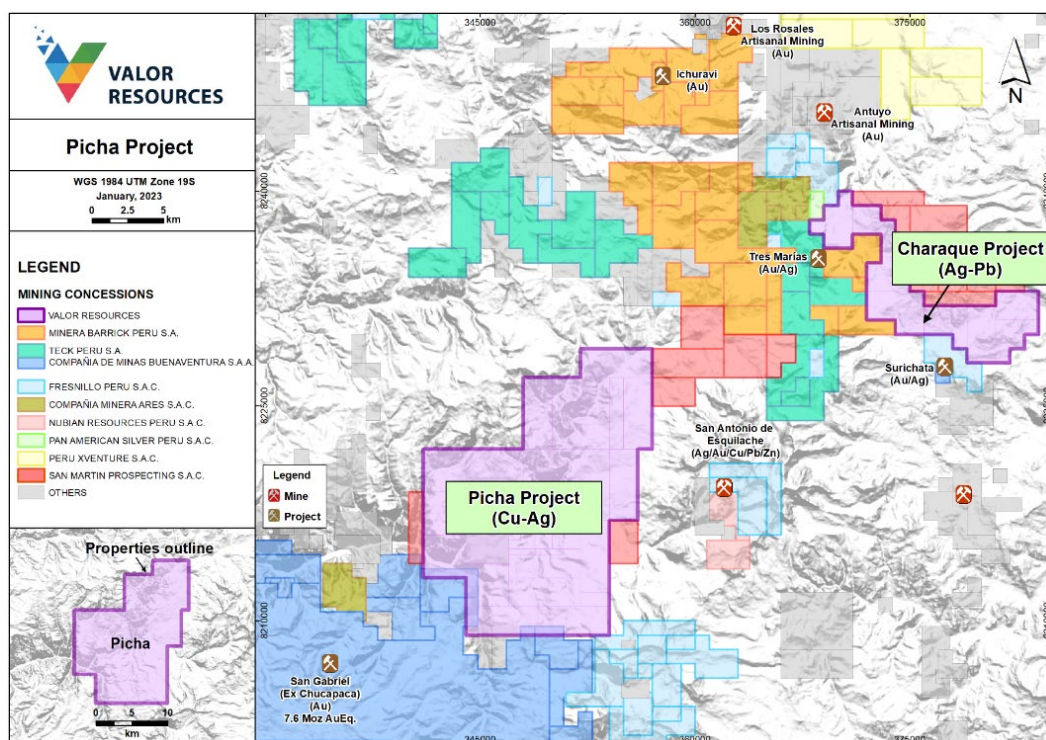 VALOR
RESOURCES
Picha Project
WGS 1984 UTM Zone 19S
January, 2023
0 2.5 5
km
LEGEND
MINING CONCESSIONS
VALOR RESOURCES
MINERA BARRICK PERU S.A.
TECK PERU S.A.
COMPAÑIA DE MINAS BUENAVENTURA S.A.A.
FRESNILLO PERU S.A.C.
COMPAÑIA MINERA ARES S.A.C.
NUBIAN RESOURCES PERU S.A.C.
PAN AMERICAN SILVER PERU S.A.C.
PERU XVENTURE S.A.C.
SAN MARTIN PROSPECTING S.A.C.
OTHERS
Properties outline
Picha
0 5 10
km
345000
360000
375000
Los Rosales
Artisanal Mining
(Au)
Ichuravi
(Au)
N
Antuyo
Artisanal Mining
(Au)
8240000
8240000
Charaque Project
(Ag-Pb)
Tres Marías
(Au/Ag)
Surichata
(Au/Ag)
8225000
8225000
San Antonio de
Esquilache
(Ag/Au/Cu/Pb/Zn)
Legend
Mine
Project
Picha Project
(Cu-Ag)
8210000
8210000
San Gabriel
(Ex Chucapaca)
(Au)
7.6 Moz AuEq.
345000
360000
375000